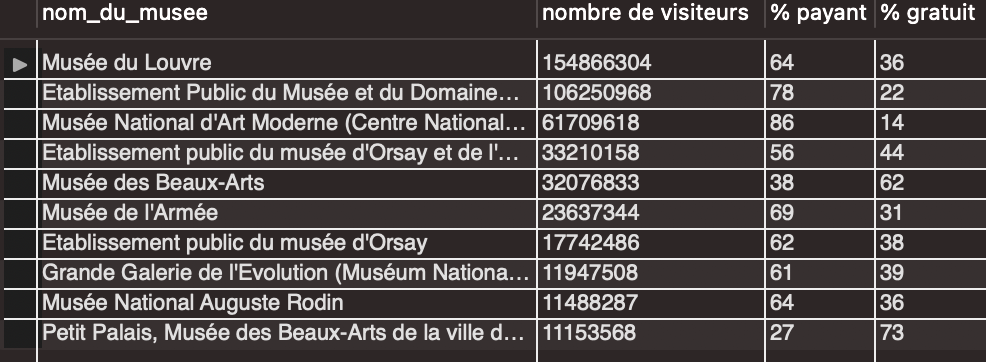 nom_du_musee nombre de visiteurs % payant % gratuit
Musée du Louvre 154866304 64 36
Etablissement Public du Musée et du Domaine... 106250968 78 22
Musée National d'Art Moderne (Centre National... 61709618 86 14
Etablissement public du musée d'Orsay et de l'... 33210158 56 44
Musée des Beaux-Arts 32076833 38 62
Musée de l'Armée 23637344 69 31
Etablissement public du musée d'Orsay 17742486 62 38
Grande Galerie de l'Evolution (Muséum Nationa... 11947508 61 39
Musée National Auguste Rodin 11488287 64 36
Petit Palais, Musée des Beaux-Arts de la ville d... 11153568 27 73